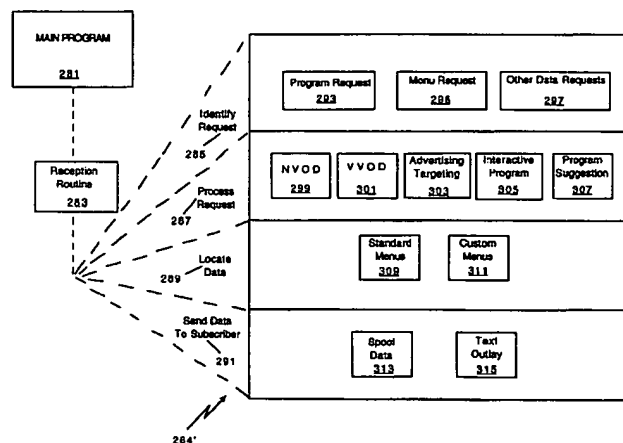 MAIN PROGRAM
281
Reception
Routine
283
Identify
Request
285
Process
Request
287
Locate
Data
289
Send Data
To Subscriber
291
284'
Program Request
293
Menu Request
296
Other Data Requests
297
NVOD
299
VVOD
301
Advertising
Targeting
303
Interactive
Program
305
Program
Suggestion
307
Standard
Menus
309
Custom
Menus
311
Spool
Data
313
Text
Outlay
315